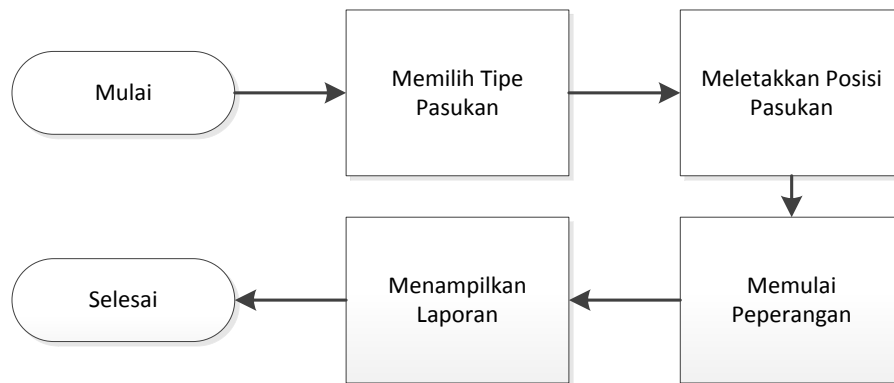 Mulai
Memilih Tipe
Pasukan
Meletakkan Posisi
Pasukan
Memulai
Peperangan
Menampilkan
Laporan
Selesai